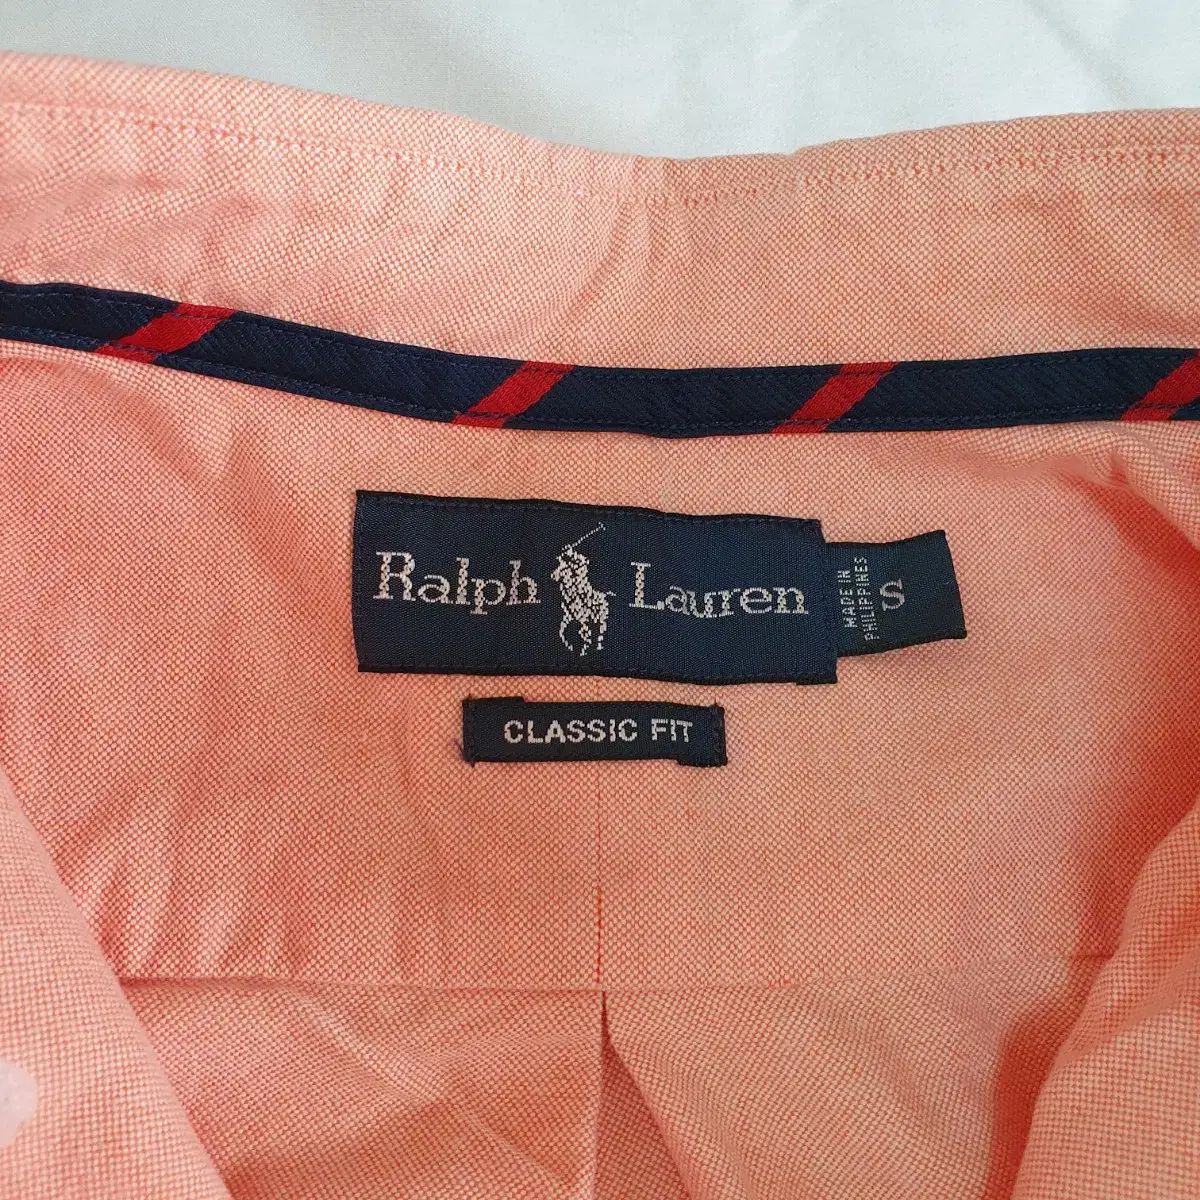 Ralph Lauren
MADE IN
PHILIPPINES
S
CLASSIC FIT